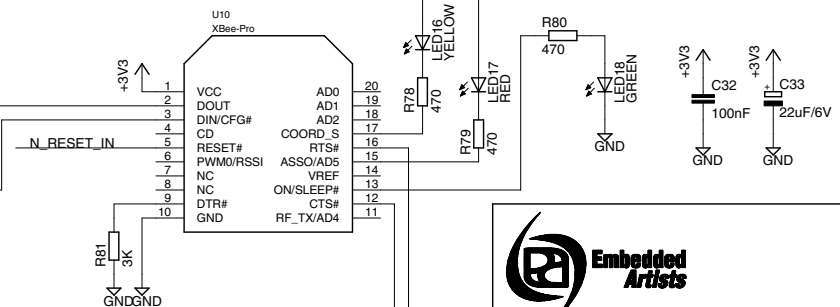 U10
XBee-Pro
+3V3
1 VCC AD0 20
2 DOUT AD1 19
3 DIN/CFG# AD2 18
4 CD COORD_S 17
N_RESET_IN 5 RESET# RTS# 16
6 PWM0/RSSI ASSO/AD5 15
7 NC VREF 14
8 NC ON/SLEEP# 13
9 DTR# CTS# 12
10 GND RF_TX/AD4 11
R81
3K
GND
GND
LED16
YELLOW
R78
470
LED17
RED
R79
470
R80
470
LED18
GREEN
GND
+3V3
C32
100nF
GND
+3V3
+
C33
22uF/6V
GND
Embedded
Artists